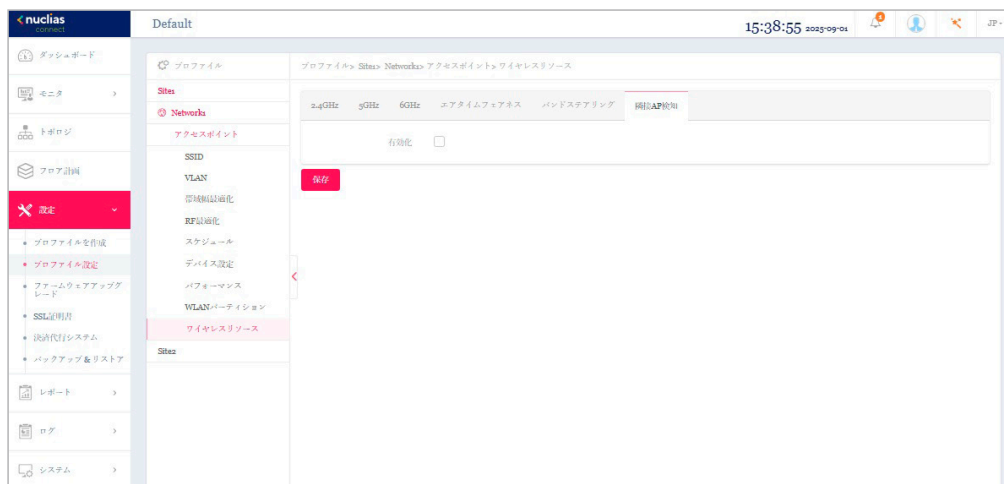 nuclias
connect
Default
15:38:55 2025-09-01
JP
ダッシュボード
モニタ
トポロジ
フロア計画
設定
プロファイルを作成
プロファイル設定
ファームウェアアップグ
レード
SSL証明書
決済代行システム
バックアップ＆リストア
レポート
ログ
システム
プロファイル
Site1
Networks
アクセスポイント
SSID
VLAN
帯域幅最適化
RF最適化
スケジュール
デバイス設定
パフォーマンス
WLANパーティション
ワイヤレスリソース
Site2
プロファイル> Site1> Networks> アクセスポイント> ワイヤレスリソース
2.4GHz 5GHz 6GHz エアタイムフェアネス バンドステアリング 隣接AP検知
有効化
保存